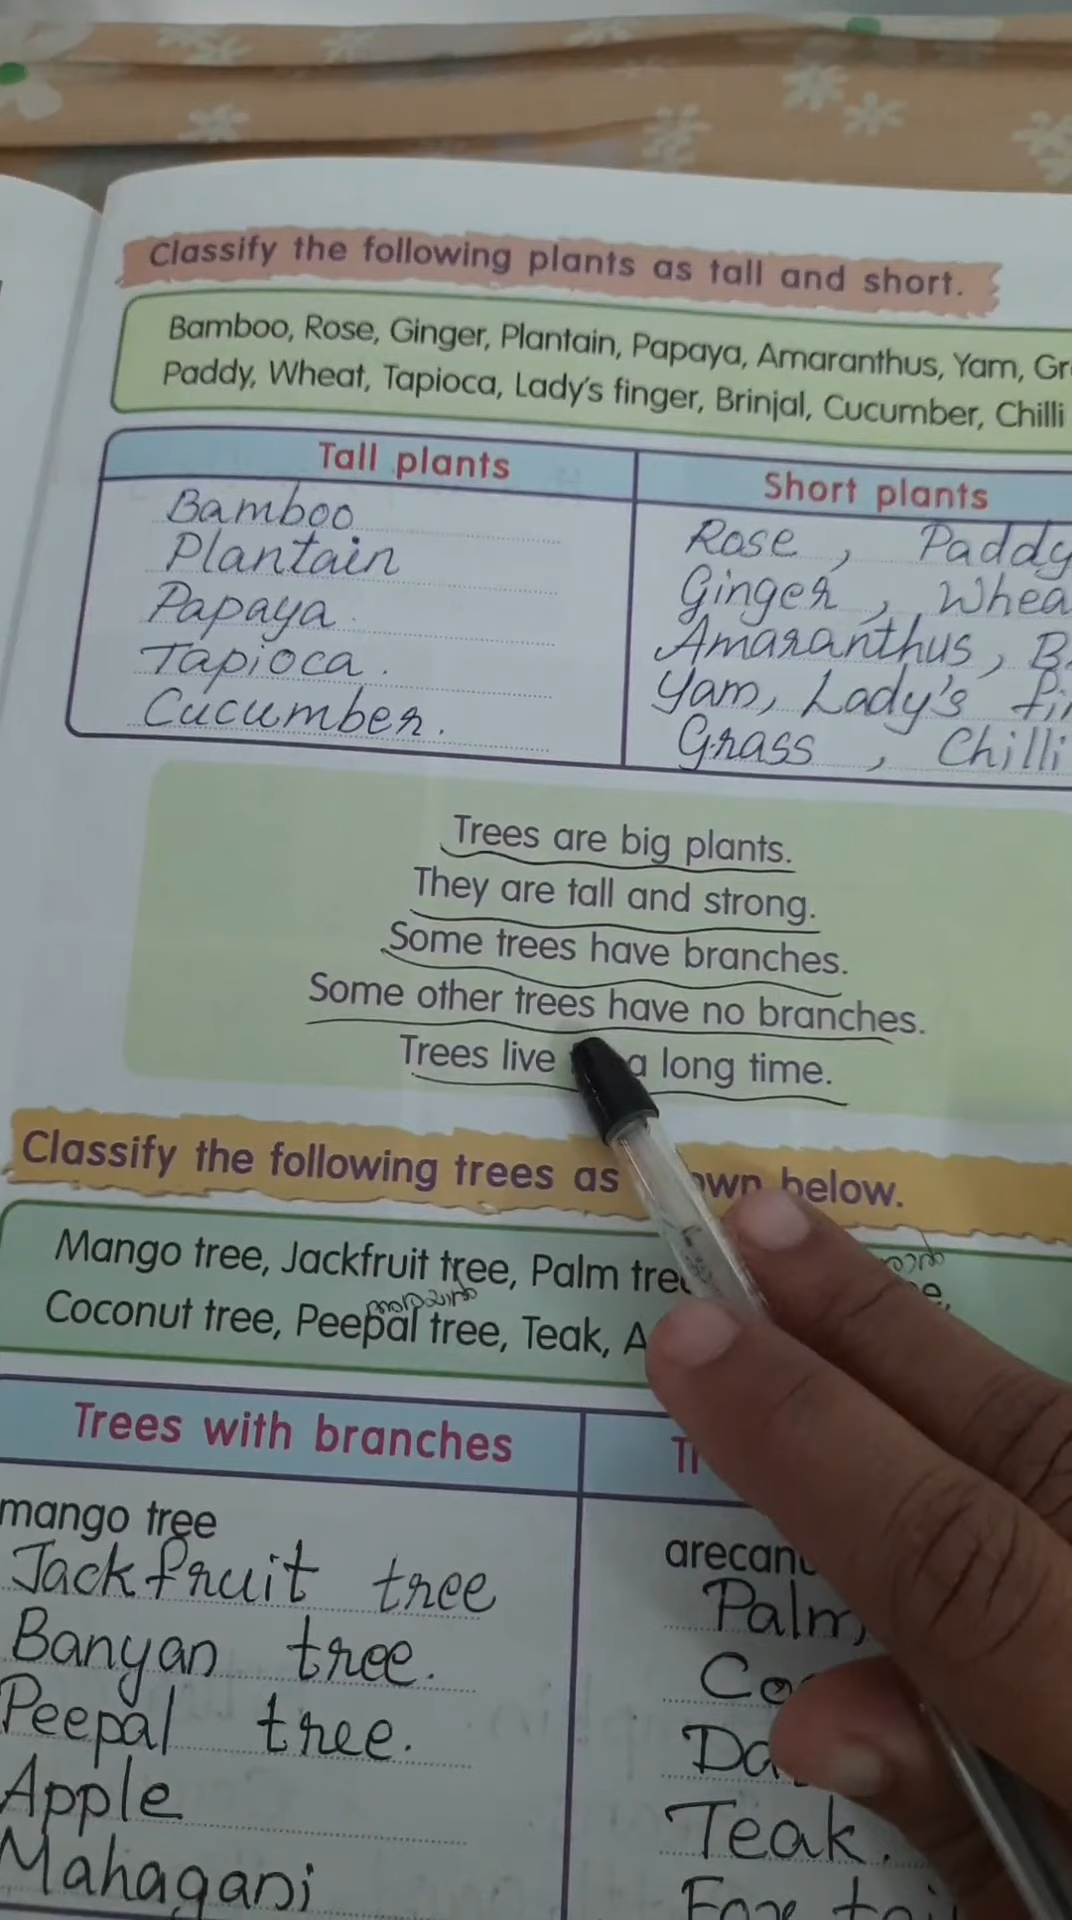 Classify the following plants as tall and short.
Bamboo, Rose, Ginger, Plantain, Papaya, Amaranthus, Yam,
Paddy, Wheat, Tapioca, Lady's finger, Brinjal, Cucumber, Chilli
Tall plants
Short plants
Bamboo
Plantain
Papaya
Tapioca.
Cucumber.
Rose, Paddy
Ginger,
Amaranthus,
Yam, Lady's
Grass, Chilli
Trees are big plants.
They are tall and strong.
Some trees have branches.
Some other trees have no branches.
Trees live a long time.
Classify the following trees as below.
Mango tree, Jackfruit tree, Palm
Coconut tree, Peepal tree, Teak,
Trees with branches
mango tree
Jackfruit tree
Banyan tree.
Peepal tree.
Apple
Mahagani
Palm,
Teak.